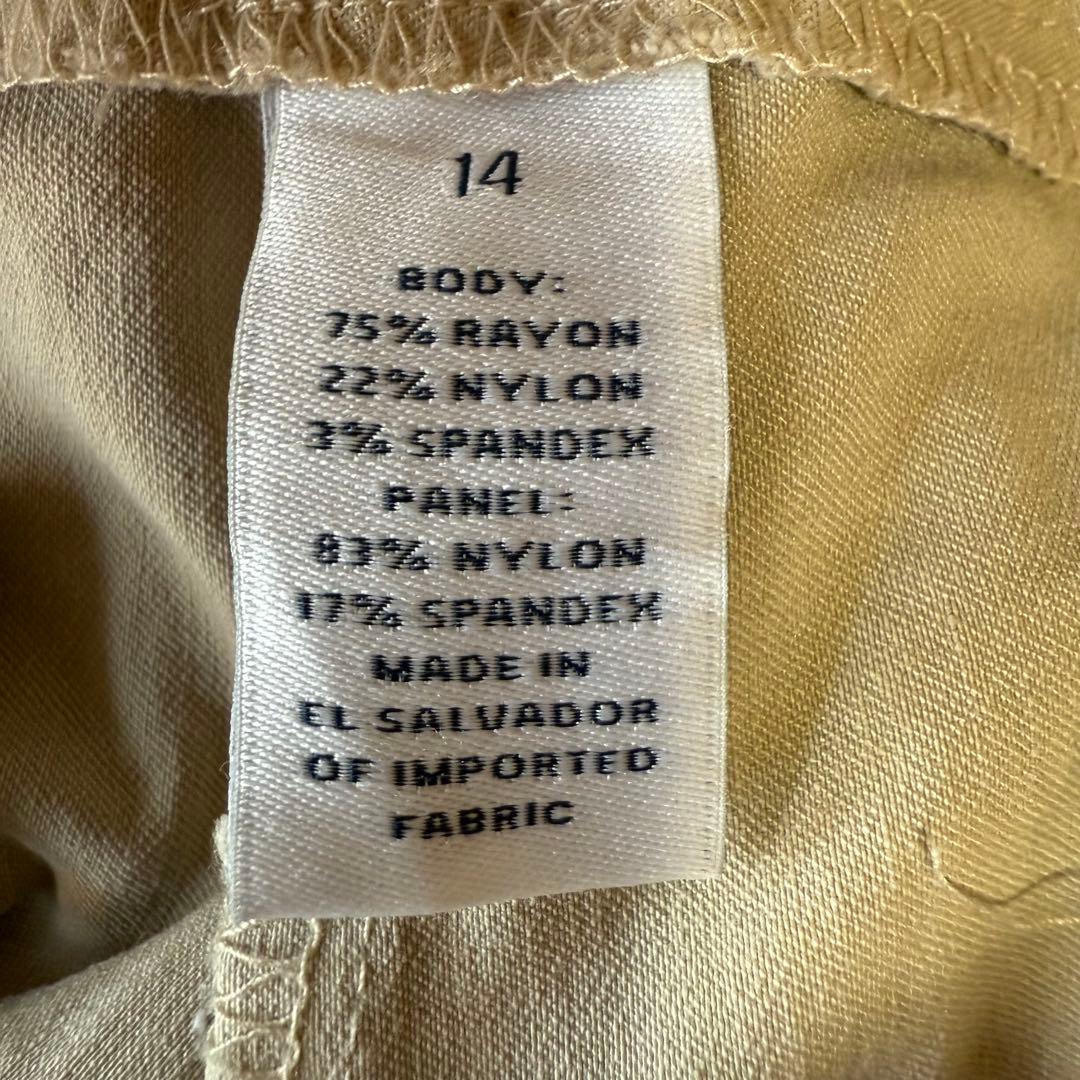 14
BODY:
75% RAYON
22% NYLON
3% SPANDEX
PANEL:
83% NYLON
17% SPANDEX
MADE IN
EL SALVADOR
OF IMPORTED
FABRIC